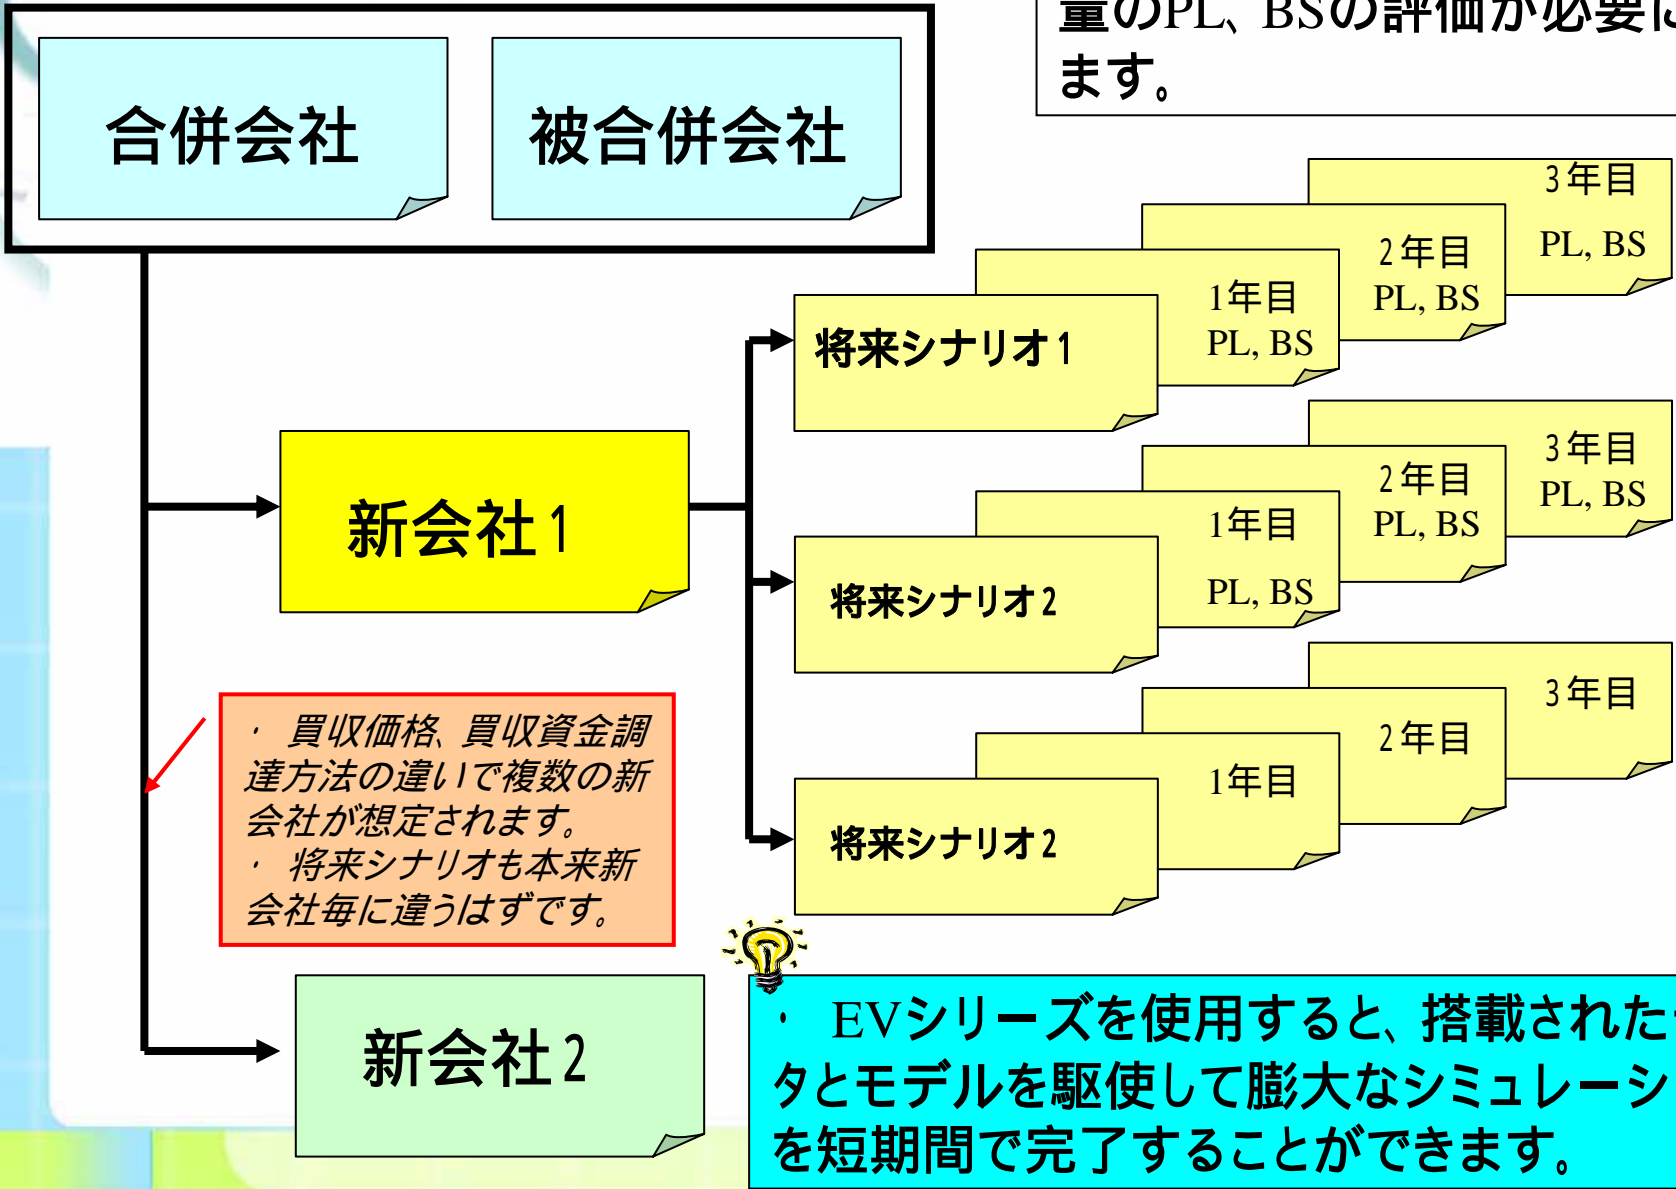 量のPL、BSの評価が必要に
ます。
合併会社
被合併会社
3年目
PL, BS
2年目
PL, BS
1年目
PL, BS
将来シナリオ1
3年目
PL, BS
2年目
PL, BS
1年目
PL, BS
将来シナリオ2
新会社1
3年目
2年目
1年目
将来シナリオ2
・ 買収価格、買収資金調
達方法の違いで複数の新
会社が想定されます。
・ 将来シナリオも本来新
会社毎に違うはずです。
新会社2
・ EVシリーズを使用すると、搭載された
タとモデルを駆使して膨大なシミュレーシ
を短期間で完了することができます。